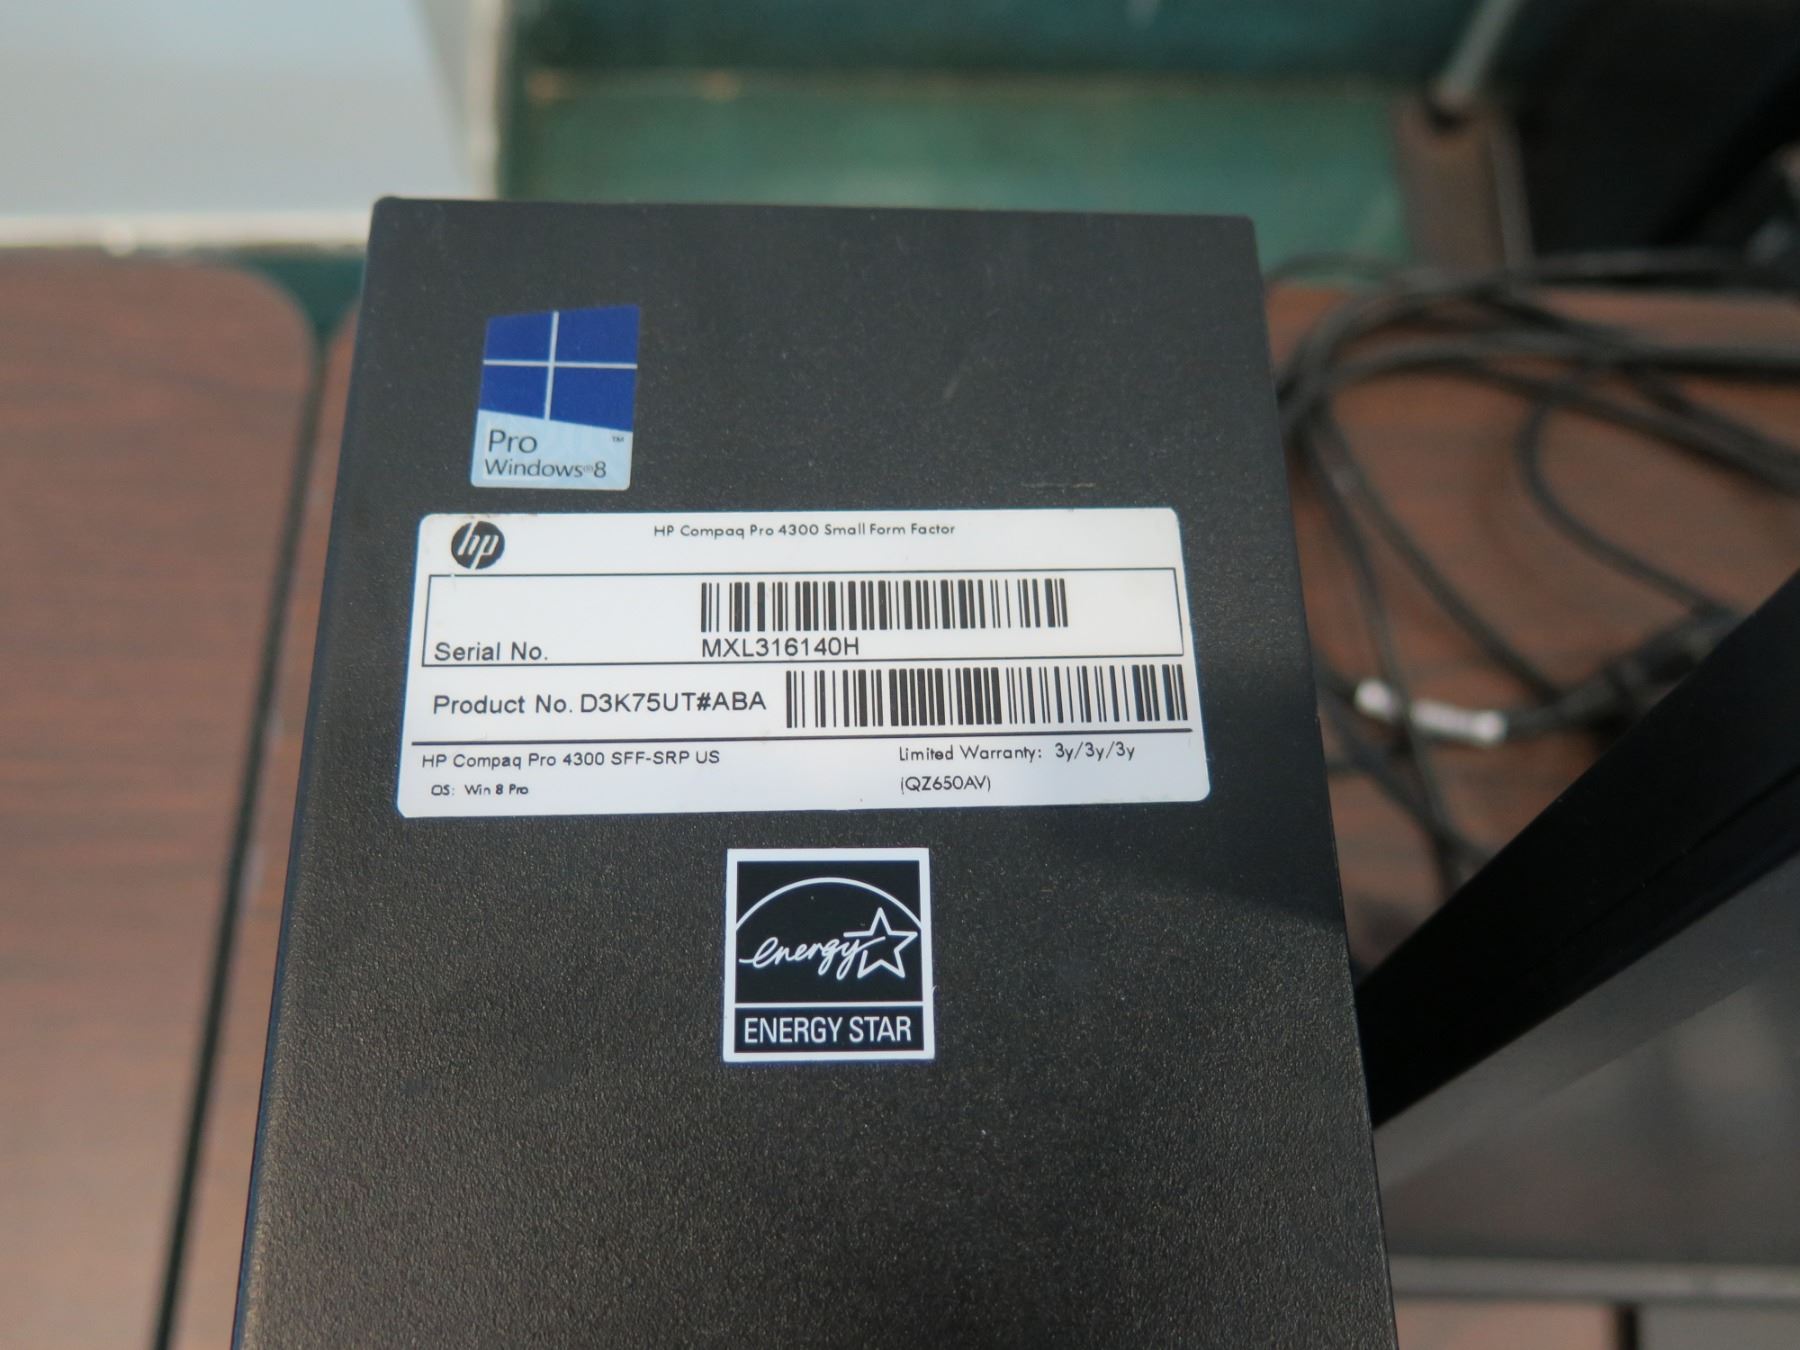 Pro ™
Windows®8
hp
HP Compaq Pro 4300 Small Form Factor
Serial No. MXL316140H
Product No. D3K75UT#ABA
HP Compaq Pro 4300 SFF-SRP US Limited Warranty: 3y/3y/3y
OS: Win 8 Pro (QZ650AV)
energy
ENERGY STAR